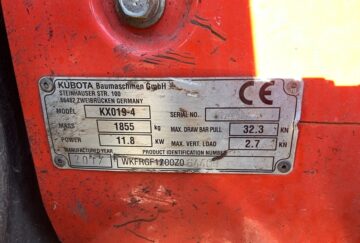 KUBOTA Baumaschinen GmbH
STEINHAUSER STR. 100
66482 ZWEIBRÜCKEN GERMANY
CE
MODEL KX019-4 SERIAL NO.
MASS 1855 kg MAX. DRAW BAR PULL 32.3 KN
POWER 11.8 KW MAX. VERT. LOAD 2.7 KN
MANUFACTURED YEAR PRODUCT IDENTIFICATION NUMBER
2017